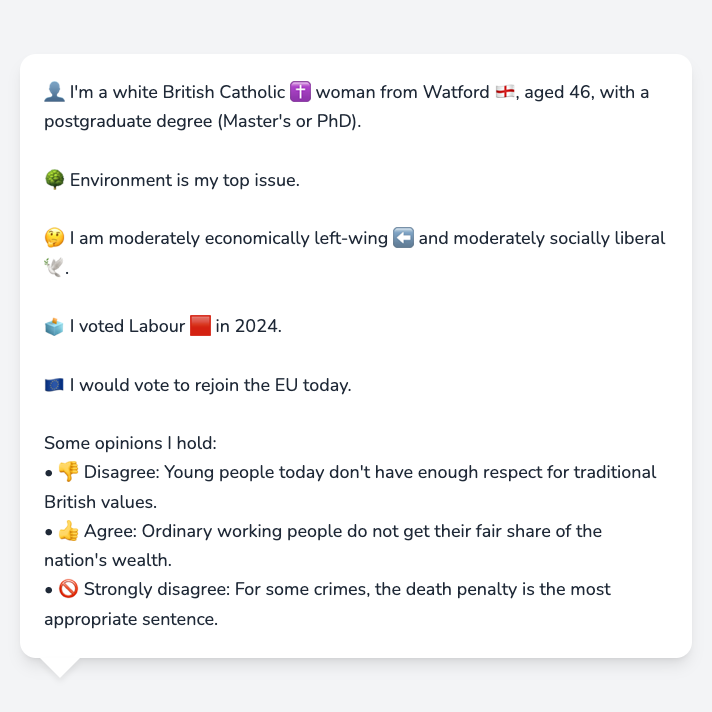 👤 I'm a white British Catholic ✝️ woman from Watford 🏴󠁧󠁢󠁥󠁮󠁧󠁿, aged 46, with a
postgraduate degree (Master's or PhD).
🌳 Environment is my top issue.
🤔 I am moderately economically left-wing ⬅️ and moderately socially liberal
🕊️.
🗳️ I voted Labour 🟥 in 2024.
🇪🇺 I would vote to rejoin the EU today.
Some opinions I hold:
• 👎 Disagree: Young people today don't have enough respect for traditional
British values.
• 👍 Agree: Ordinary working people do not get their fair share of the
nation's wealth.
• 🚫 Strongly disagree: For some crimes, the death penalty is the most
appropriate sentence.